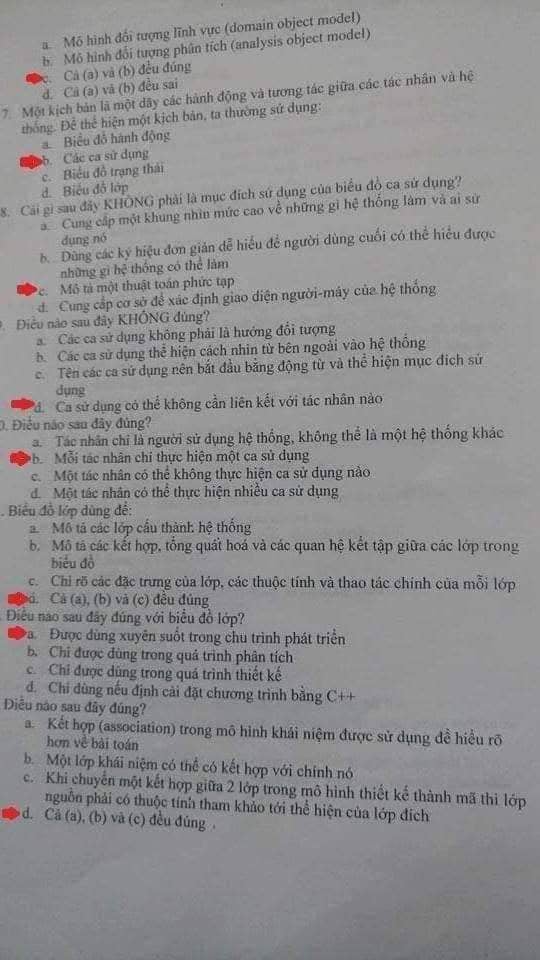 a. Mô hình đối tượng lĩnh vực (domain object model)
b. Mô hình đối tượng phân tích (analysis object model)
c. Cả (a) và (b) đều đúng
d. Cả (a) và (b) đều sai
7. Một kịch bản là một dãy các hành động và tương tác giữa các tác nhân và hệ
thống. Để thể hiện một kịch bản, ta thường sử dụng:
a. Biểu đồ hành động
b. Các ca sử dụng
c. Biểu đồ trạng thái
d. Biểu đồ lớp
8. Cái gì sau đây KHÔNG phải là mục đích sử dụng của biểu đồ ca sử dụng?
a. Cung cấp một khung nhìn mức cao về những gì hệ thống làm và ai sử
dụng nó
b. Dùng các ký hiệu đơn giản dễ hiểu để người dùng cuối có thể hiểu được
những gì hệ thống có thể làm
c. Mô tả một thuật toán phức tạp
d. Cung cấp cơ sở để xác định giao diện người-máy của hệ thống
. Điều nào sau đây KHÔNG đúng?
a. Các ca sử dụng không phải là hướng đối tượng
b. Các ca sử dụng thể hiện cách nhìn từ bên ngoài vào hệ thống
c. Tên các ca sử dụng nên bắt đầu bằng động từ và thể hiện mục đích sử
dụng
d. Ca sử dụng có thể không cần liên kết với tác nhân nào
0. Điều nào sau đây đúng?
a. Tác nhân chỉ là người sử dụng hệ thống, không thể là một hệ thống khác
b. Mỗi tác nhân chỉ thực hiện một ca sử dụng
c. Một tác nhân có thể không thực hiện ca sử dụng nào
d. Một tác nhân có thể thực hiện nhiều ca sử dụng
. Biểu đồ lớp dùng để:
a. Mô tả các lớp cấu thành hệ thống
b. Mô tả các kết hợp, tổng quát hoá và các quan hệ kết tập giữa các lớp trong
biểu đồ
c. Chỉ rõ các đặc trưng của lớp, các thuộc tính và thao tác chính của mỗi lớp
d. Cả (a), (b) và (c) đều đúng
. Điều nào sau đây đúng với biểu đồ lớp?
a. Được dùng xuyên suốt trong chu trình phát triển
b. Chỉ được dùng trong quá trình phân tích
c. Chỉ được dùng trong quá trình thiết kế
d. Chỉ dùng nếu định cài đặt chương trình bằng C++
Điều nào sau đây đúng?
a. Kết hợp (association) trong mô hình khái niệm được sử dụng để hiểu rõ
hơn về bài toán
b. Một lớp khái niệm có thể có kết hợp với chính nó
c. Khi chuyển một kết hợp giữa 2 lớp trong mô hình thiết kế thành mã thì lớp
nguồn phải có thuộc tính tham khảo tới thể hiện của lớp đích
d. Cả (a), (b) và (c) đều đúng .